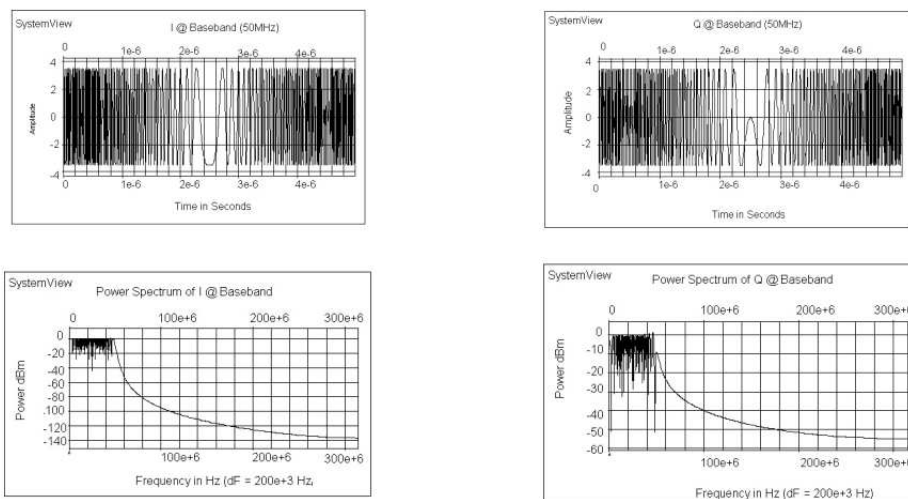 SystemView
I @ Baseband (50MHz)
0 1e-6 2e-6 3e-6 4e-6
4
2
0
-2
-4
Amplitude
0 1e-6 2e-6 3e-6 4e-6
Time in Seconds
SystemView
Q @ Baseband (50MHz)
0 1e-6 2e-6 3e-6 4e-6
4
2
0
-2
-4
Amplitude
0 1e-6 2e-6 3e-6 4e-6
Time in Seconds
SystemView
Power Spectrum of I @ Baseband
0 100e+6 200e+6 300e+6
0
-20
-40
-60
-80
-100
-120
-140
Power dBm
100e+6 200e+6 300e+6
Frequency in Hz (dF = 200e+3 Hz
SystemView
Power Spectrum of Q @ Baseband
0 100e+6 200e+6 300e+6
0
-10
-20
-30
-40
-50
-60
Power dBm
100e+6 200e+6 300e+6
Frequency in Hz (dF = 200e+3 Hz)